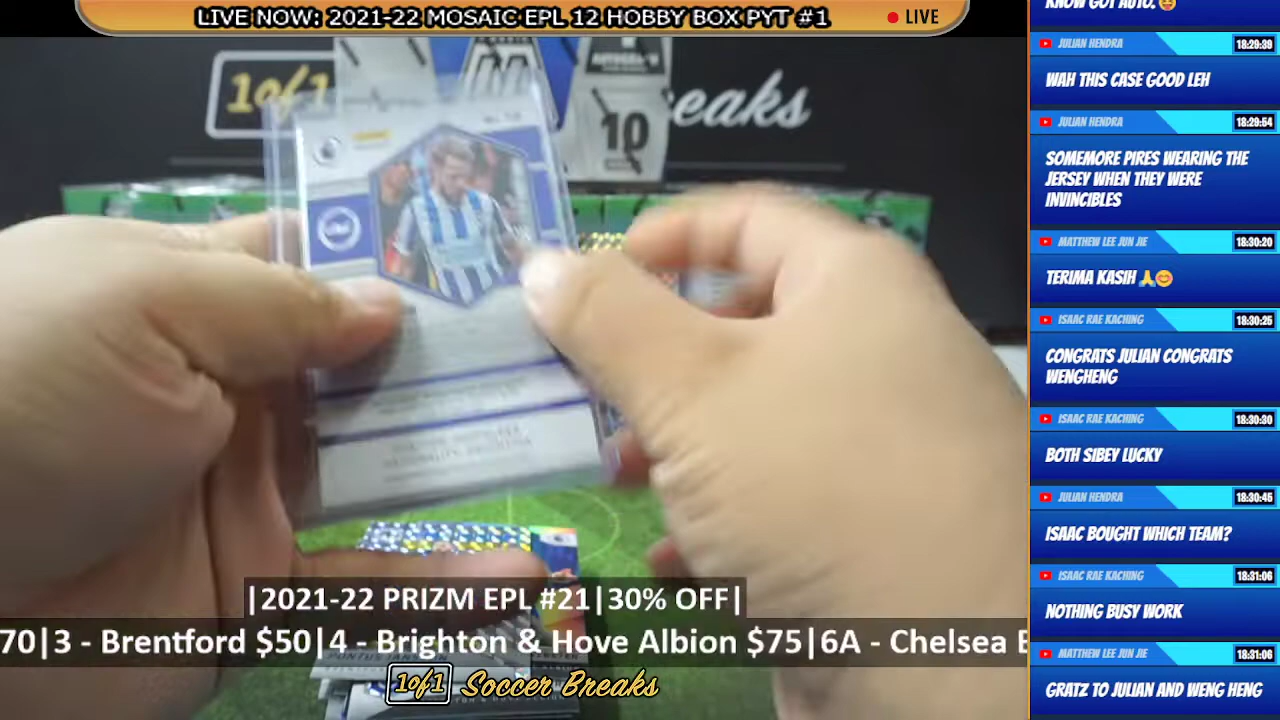 LIVE NOW: 2021-22 MOSAIC EPL 12 HOBBY BOX PYT #1
LIVE
1of1
eaks
10
|2021-22 PRIZM EPL #21|30% OFF|
70|3 - Brentford $50|4 - Brighton & Hove Albion $75|6A - Chelsea
1of1 Soccer Breaks
KNOW GOT AUTO.😝
JULIAN HENDRA 18:29:39
WAH THIS CASE GOOD LEH
JULIAN HENDRA 18:29:54
SOMEMORE PIRES WEARING THE
JERSEY WHEN THEY WERE
INVINCIBLES
MATTHEW LEE JUN JIE 18:30:20
TERIMA KASIH 🙏😊
ISAAC RAE KACHING 18:30:25
CONGRATS JULIAN CONGRATS
WENGHENG
ISAAC RAE KACHING 18:30:30
BOTH SIBEY LUCKY
JULIAN HENDRA 18:30:45
ISAAC BOUGHT WHICH TEAM?
ISAAC RAE KACHING 18:31:06
NOTHING BUSY WORK
MATTHEW LEE JUN JIE 18:31:06
GRATZ TO JULIAN AND WENG HENG